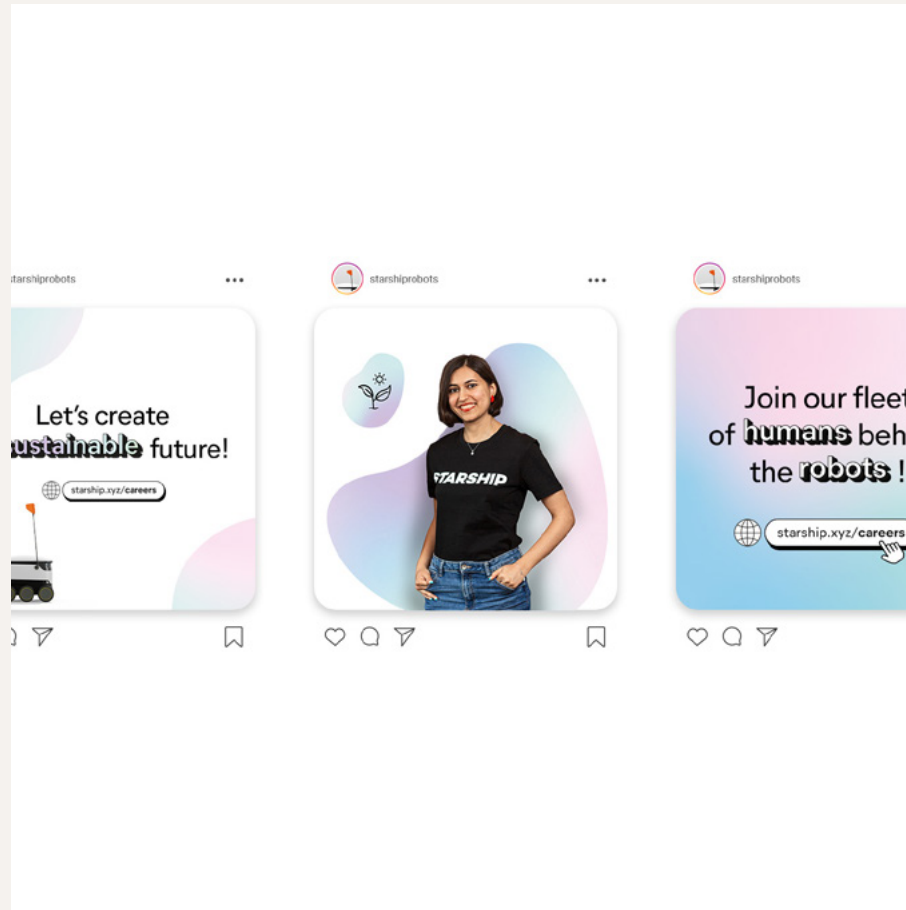 starshiprobots
Let's create
ustainable future!
starship.xyz/careers
starshiprobots
STARSHIP
starshiprobots
Join our fleet
of humans beh
the robots !
starship.xyz/careers